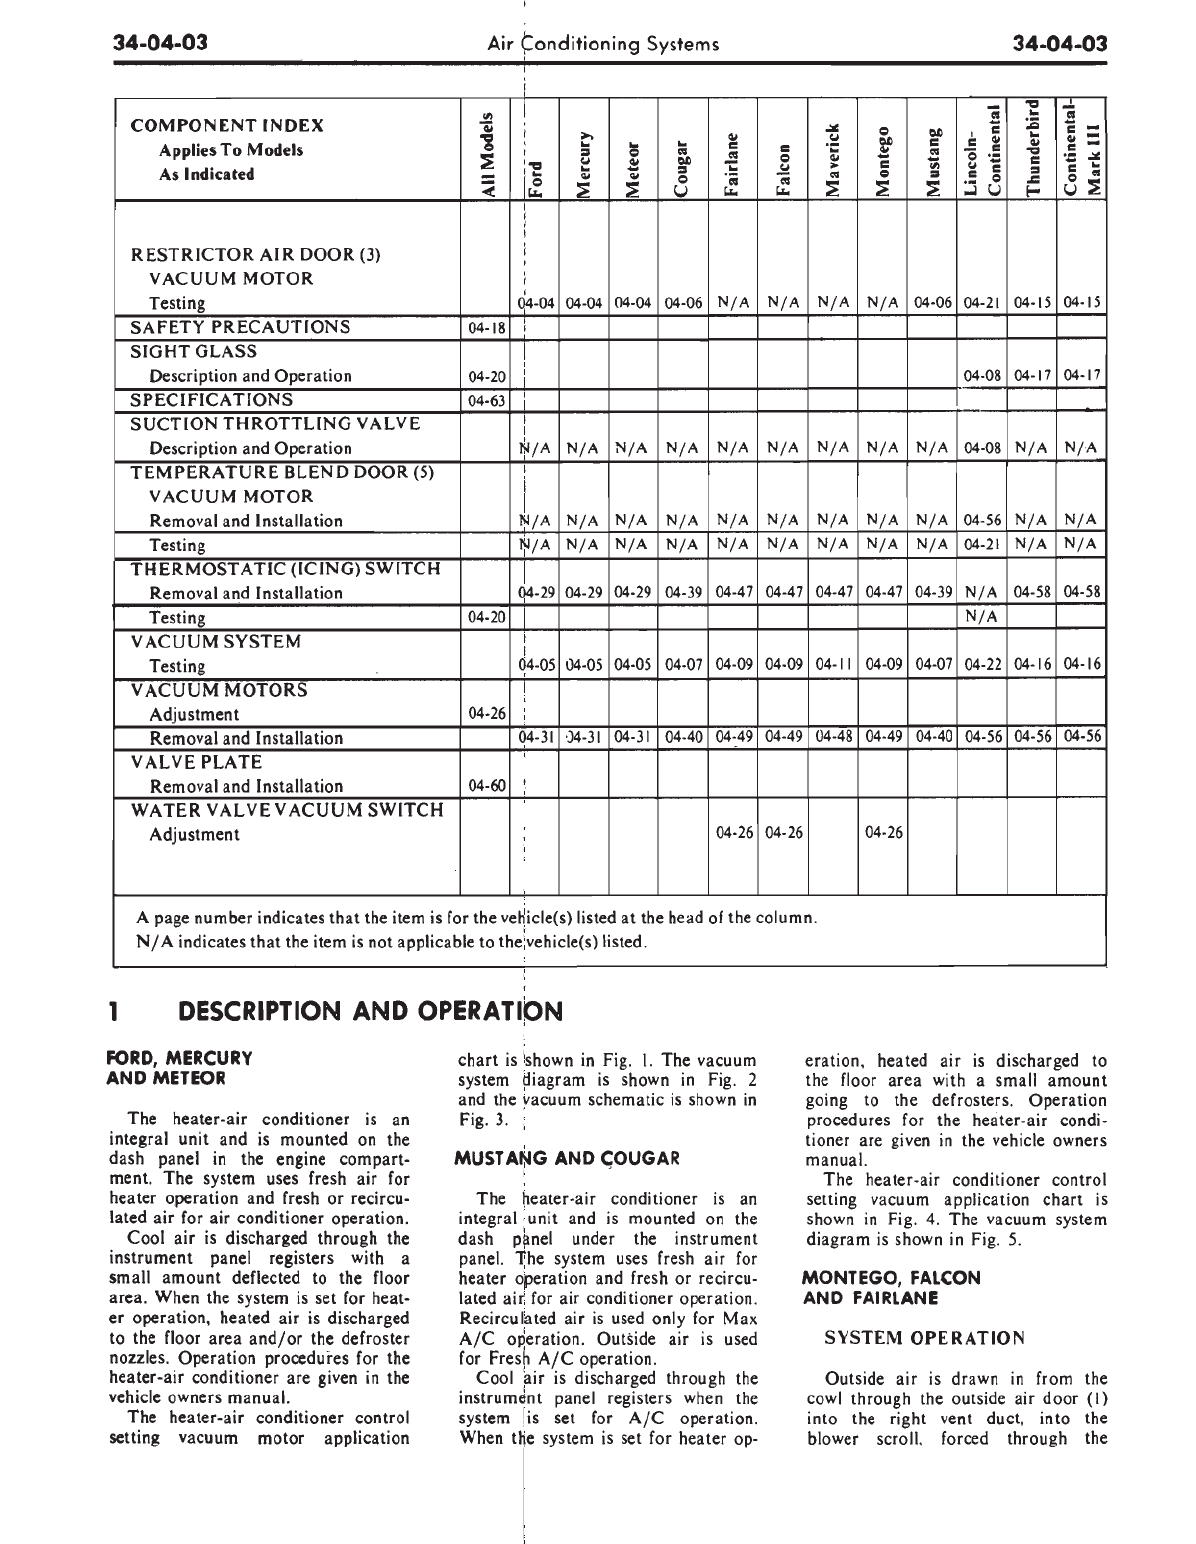 34-04-03 Air Conditioning Systems 34-04-03
COMPONENT INDEX
Applies To Models
As Indicated
All Models
Ford
Mercury
Meteor
Cougar
Fairlane
Falcon
Maverick
Montego
Mustang
Lincoln-
Continental
Thunderbird
Continental-
Mark III
RESTRICTOR AIR DOOR (3)
VACUUM MOTOR
Testing 04-04 04-04 04-04 04-06 N/A N/A N/A N/A 04-06 04-21 04-15 04-15
SAFETY PRECAUTIONS 04-18
SIGHT GLASS
Description and Operation 04-20 04-08 04-17 04-17
SPECIFICATIONS 04-63
SUCTION THROTTLING VALVE
Description and Operation N/A N/A N/A N/A N/A N/A N/A N/A N/A 04-08 N/A N/A
TEMPERATURE BLEND DOOR (5)
VACUUM MOTOR
Removal and Installation N/A N/A N/A N/A N/A N/A N/A N/A N/A 04-56 N/A N/A
Testing N/A N/A N/A N/A N/A N/A N/A N/A N/A 04-21 N/A N/A
THERMOSTATIC (ICING) SWITCH
Removal and Installation 04-29 04-29 04-29 04-39 04-47 04-47 04-47 04-47 04-39 N/A 04-58 04-58
Testing 04-20 N/A
VACUUM SYSTEM
Testing 04-05 04-05 04-05 04-07 04-09 04-09 04-11 04-09 04-07 04-22 04-16 04-16
VACUUM MOTORS
Adjustment 04-26
Removal and Installation 04-31 04-31 04-31 04-40 04-49 04-49 04-48 04-49 04-40 04-56 04-56 04-56
VALVE PLATE
Removal and Installation 04-60
WATER VALVE VACUUM SWITCH
Adjustment 04-26 04-26 04-26
A page number indicates that the item is for the vehicle(s) listed at the head of the column.
N/A indicates that the item is not applicable to the vehicle(s) listed.
1 DESCRIPTION AND OPERATION
FORD, MERCURY
AND METEOR
The heater-air conditioner is an
integral unit and is mounted on the
dash panel in the engine compart-
ment. The system uses fresh air for
heater operation and fresh or recircu-
lated air for air conditioner operation.
Cool air is discharged through the
instrument panel registers with a
small amount deflected to the floor
area. When the system is set for heat-
er operation, heated air is discharged
to the floor area and/or the defroster
nozzles. Operation procedures for the
heater-air conditioner are given in the
vehicle owners manual.
The heater-air conditioner control
setting vacuum motor application
chart is shown in Fig. 1. The vacuum
system diagram is shown in Fig. 2
and the vacuum schematic is shown in
Fig. 3.
MUSTANG AND COUGAR
The heater-air conditioner is an
integral unit and is mounted on the
dash panel under the instrument
panel. The system uses fresh air for
heater operation and fresh or recircu-
lated air for air conditioner operation.
Recirculated air is used only for Max
A/C operation. Outside air is used
for Fresh A/C operation.
Cool air is discharged through the
instrument panel registers when the
system is set for A/C operation.
When the system is set for heater op-
eration, heated air is discharged to
the floor area with a small amount
going to the defrosters. Operation
procedures for the heater-air condi-
tioner are given in the vehicle owners
manual.
The heater-air conditioner control
setting vacuum application chart is
shown in Fig. 4. The vacuum system
diagram is shown in Fig. 5.
MONTEGO, FALCON
AND FAIRLANE
SYSTEM OPERATION
Outside air is drawn in from the
cowl through the outside air door (1)
into the right vent duct, into the
blower scroll, forced through the